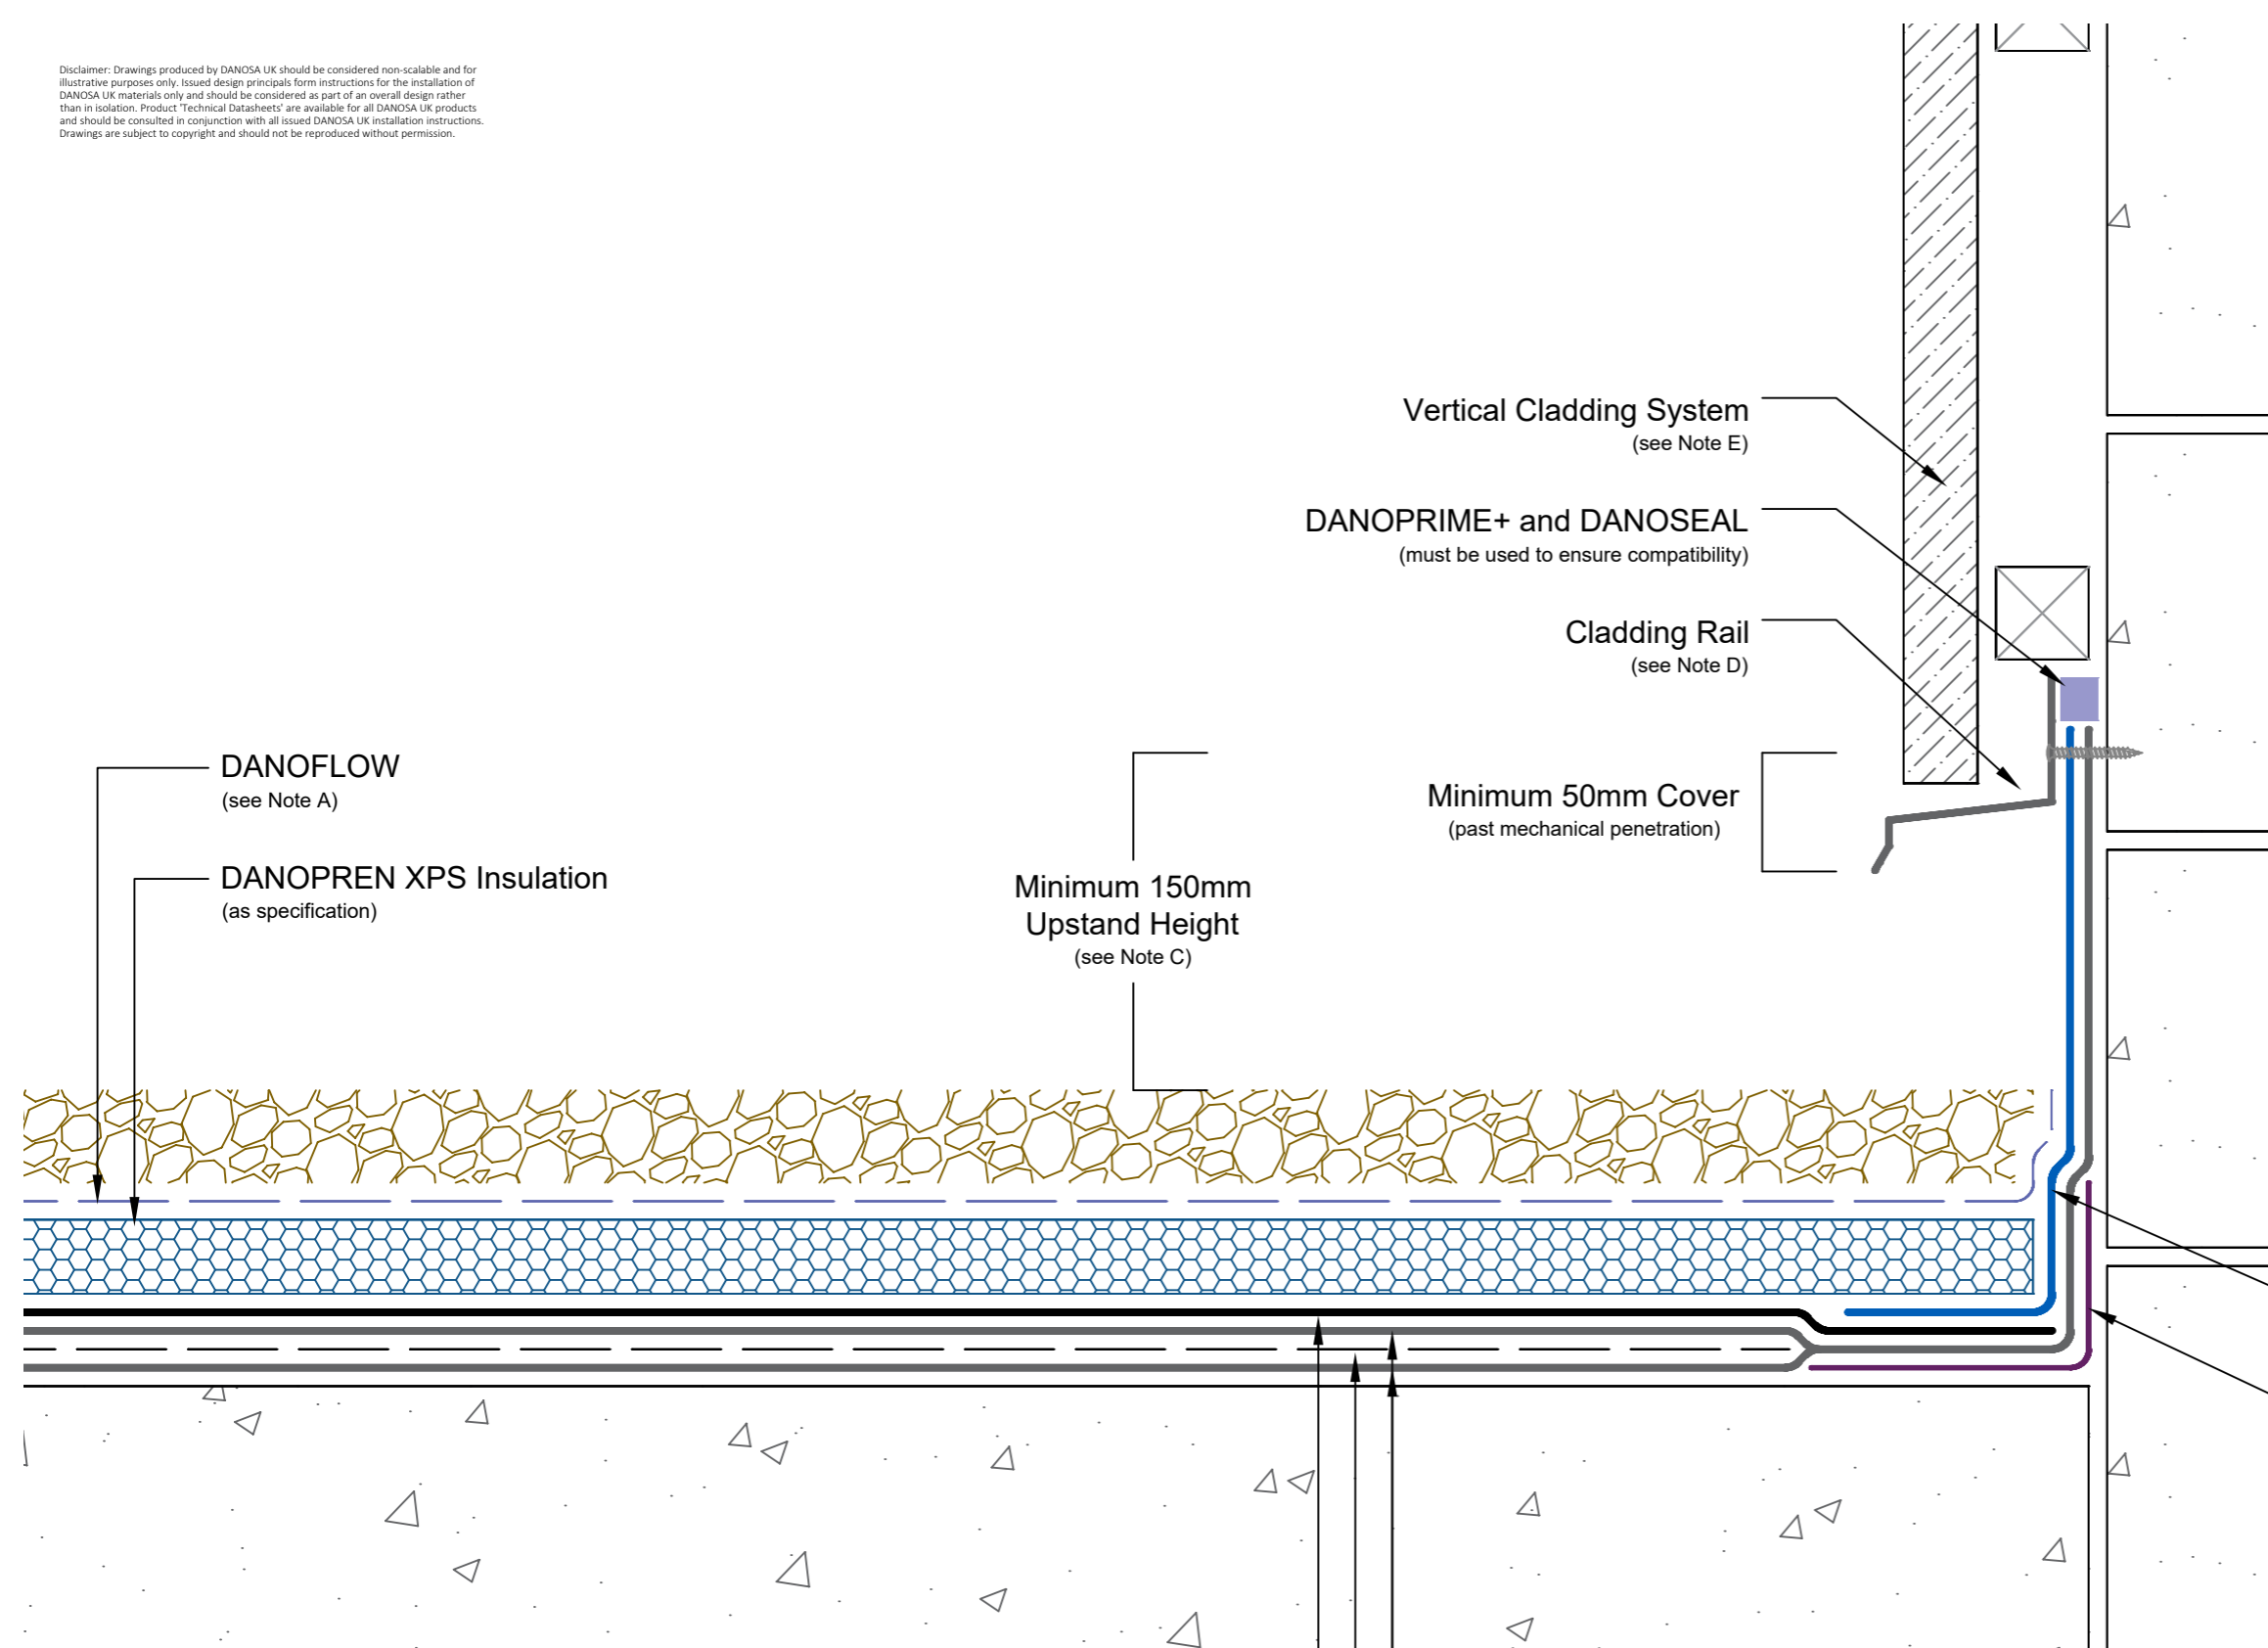 Disclaimer: Drawings produced by DANOSA UK should be considered non-scalable and for
illustrative purposes only. Issued design principals form instructions for the installation of
DANOSA UK materials only and should be considered as part of an overall design rather
than in isolation. Product 'Technical Datasheets' are available for all DANOSA UK products
and should be consulted in conjunction with all issued DANOSA UK installation instructions.
Drawings are subject to copyright and should not be reproduced without permission.
Vertical Cladding System
(see Note E)
DANOPRIME+ and DANOSEAL
(must be used to ensure compatibility)
Cladding Rail
(see Note D)
DANOFLOW
(see Note A)
DANOPREN XPS Insulation
(as specification)
Minimum 150mm
Upstand Height
(see Note C)
Minimum 50mm Cover
(past mechanical penetration)